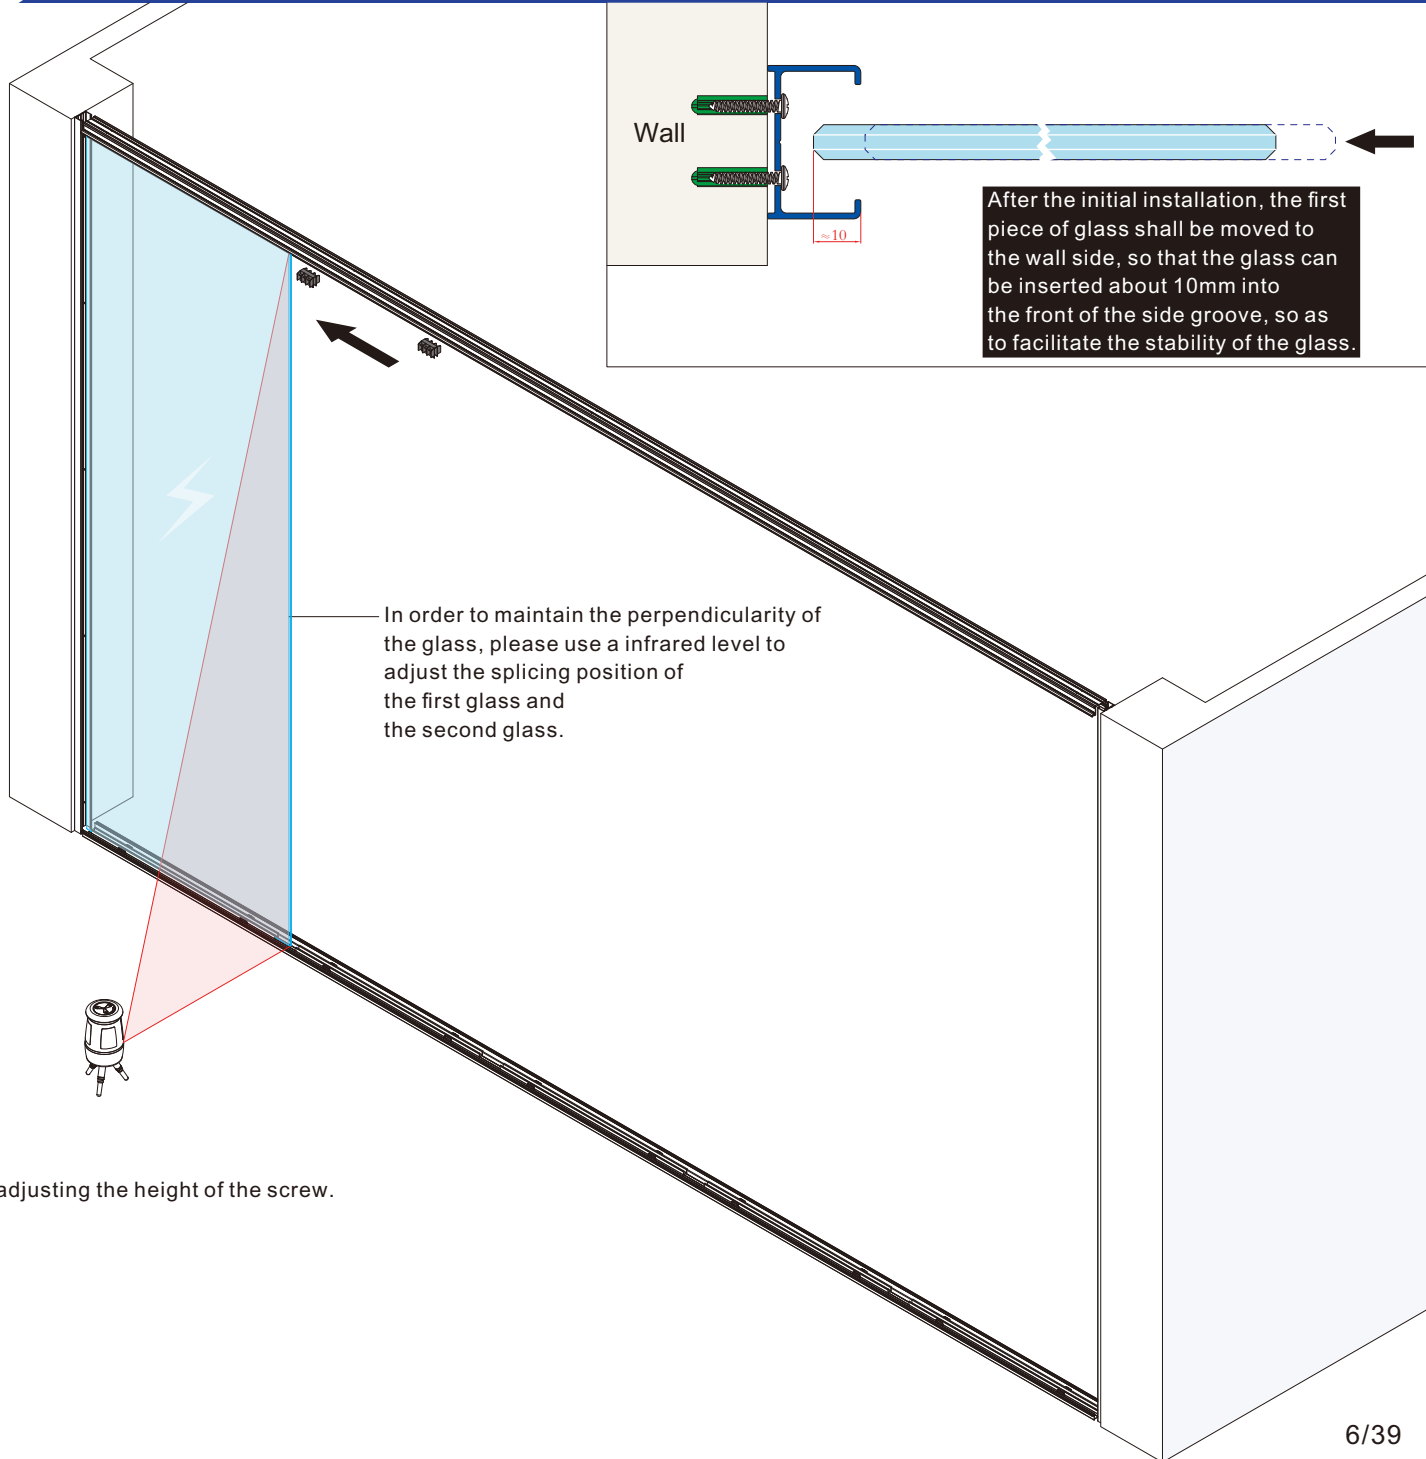 Wall
≈10
After the initial installation, the first
piece of glass shall be moved to
the wall side, so that the glass can
be inserted about 10mm into
the front of the side groove, so as
to facilitate the stability of the glass.
In order to maintain the perpendicularity of
the glass, please use a infrared level to
adjust the splicing position of
the first glass and
the second glass.
adjusting the height of the screw.
6/39